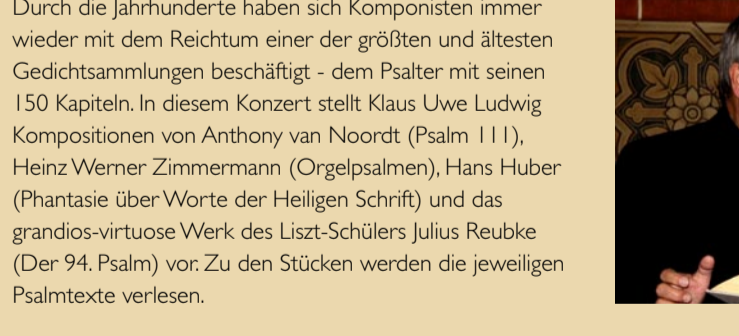 Durch die Jahrhunderte haben sich Komponisten immer
wieder mit dem Reichtum einer der größten und ältesten
Gedichtsammlungen beschäftigt - dem Psalter mit seinen
150 Kapiteln. In diesem Konzert stellt Klaus Uwe Ludwig
Kompositionen von Anthony van Noordt (Psalm 111),
Heinz Werner Zimmermann (Orgelpsalmen), Hans Huber
(Phantasie über Worte der Heiligen Schrift) und das
grandios-virtuose Werk des Liszt-Schülers Julius Reubke
(Der 94. Psalm) vor. Zu den Stücken werden die jeweiligen
Psalmtexte verlesen.